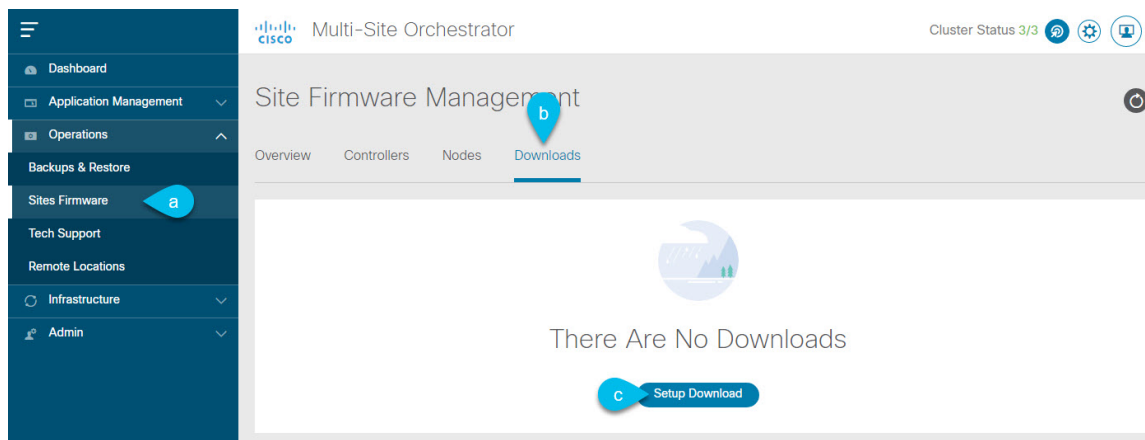 CISCO
Multi-Site Orchestrator
Cluster Status 3/3
Dashboard
Application Management
Operations
Backups & Restore
Sites Firmware
a
Tech Support
Remote Locations
Infrastructure
Admin
Site Firmware Management
b
Overview Controllers Nodes Downloads
There Are No Downloads
c
Setup Download